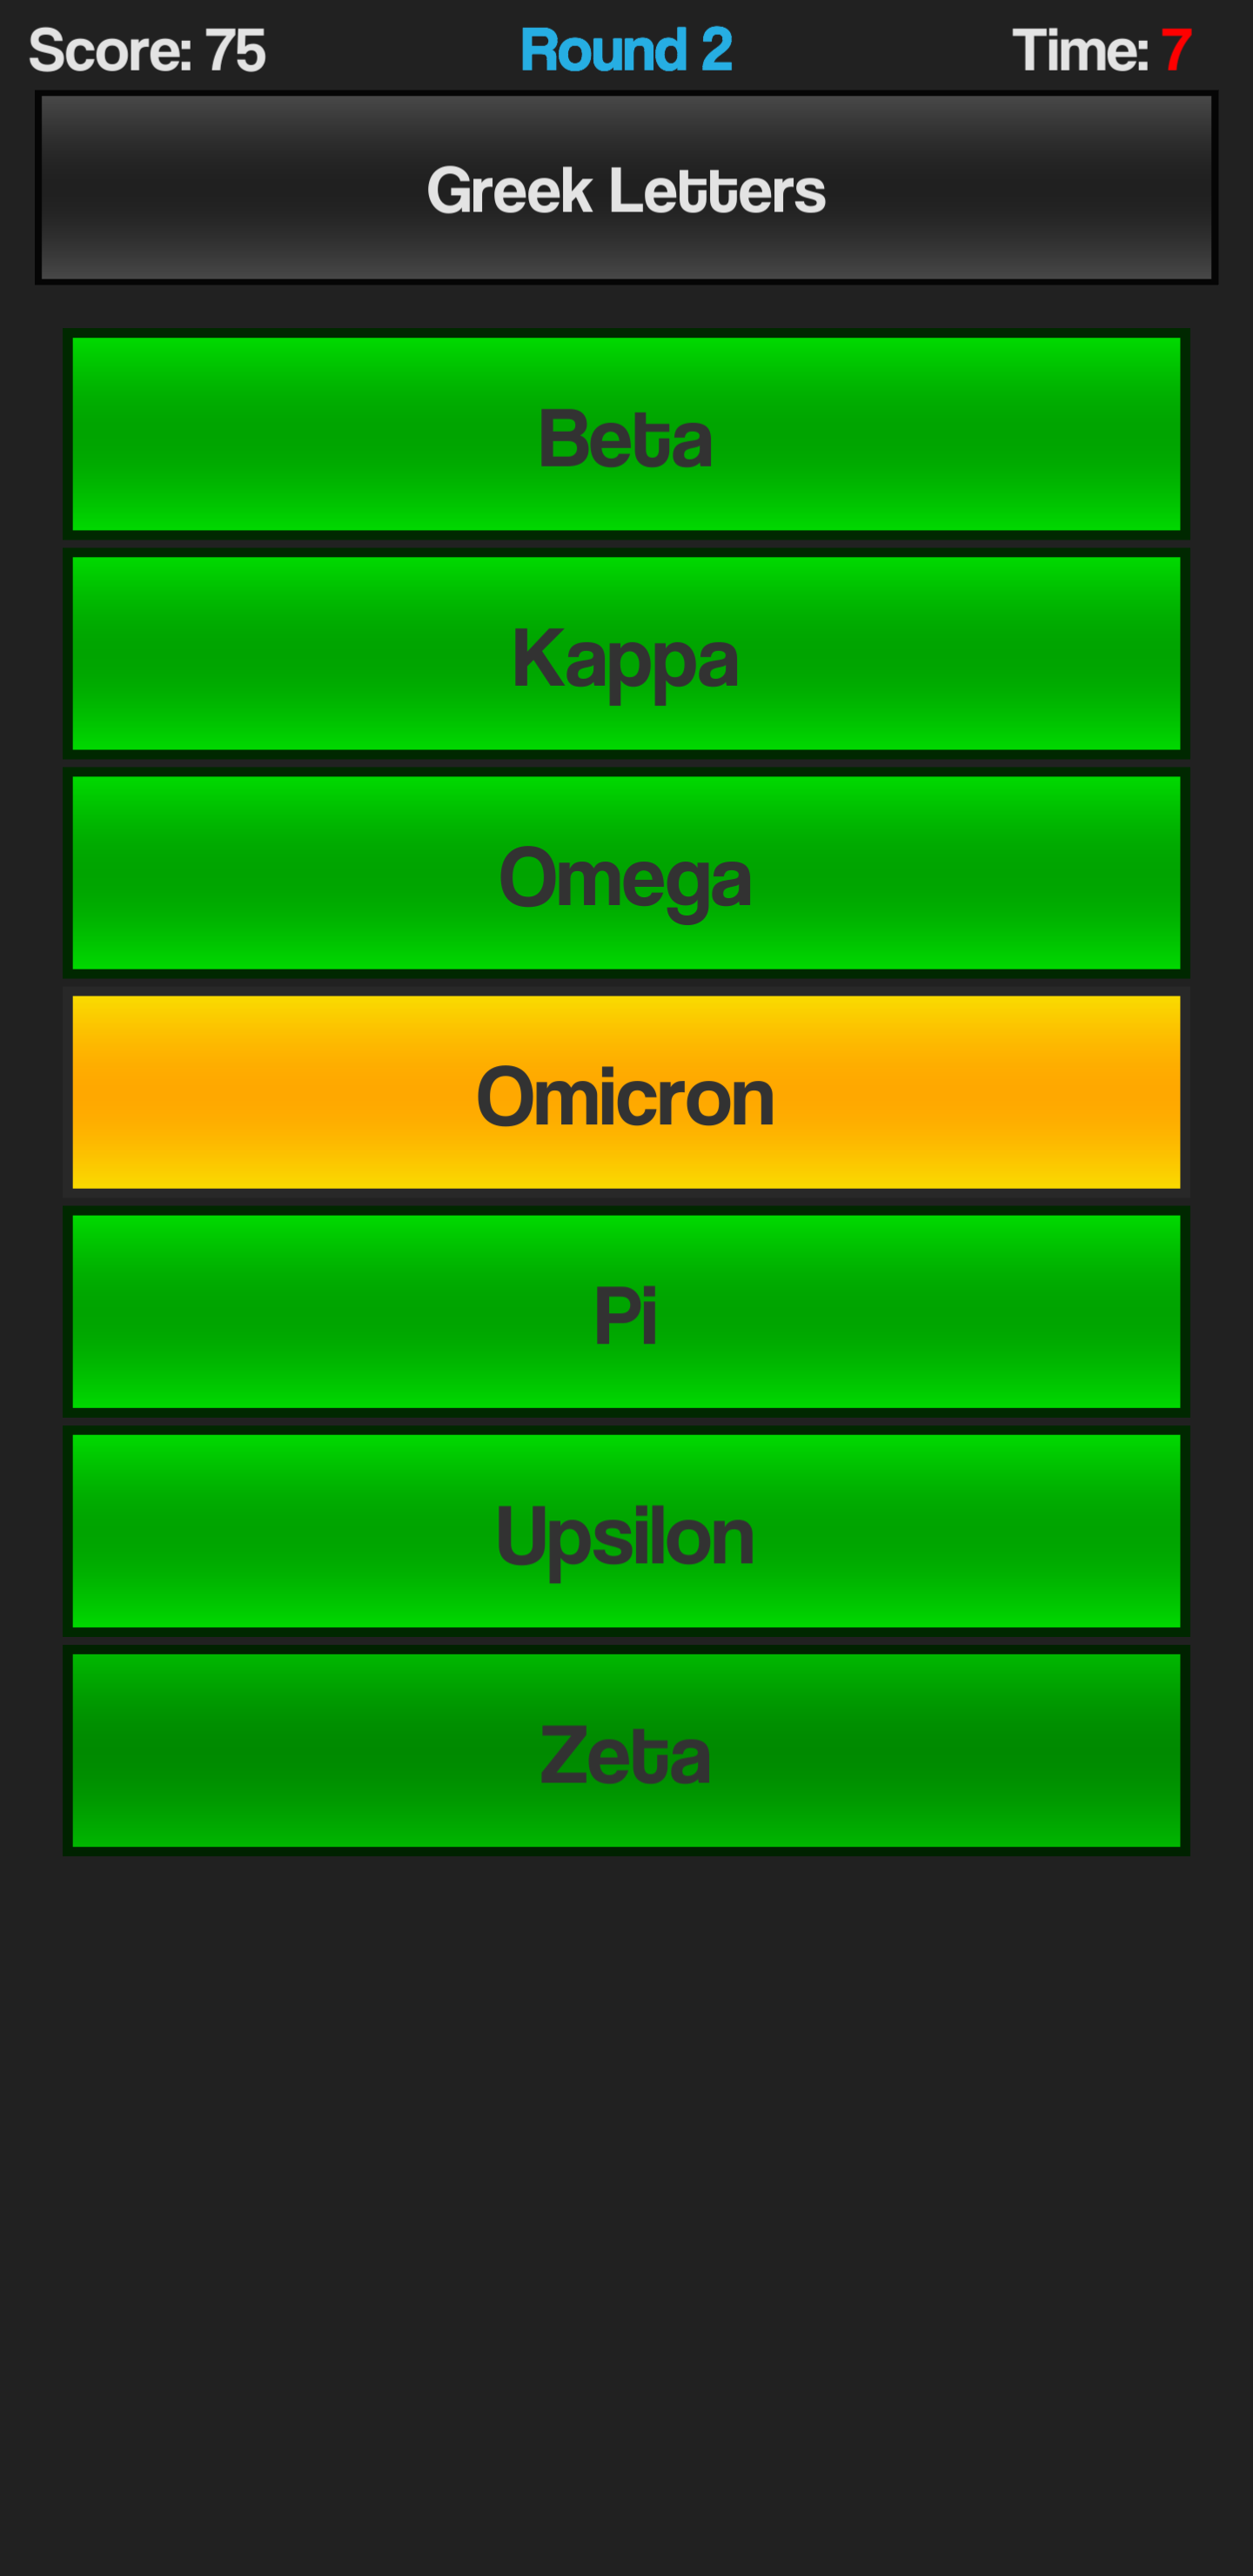 Score: 75 Round 2 Time: 7
Greek Letters
Beta
Kappa
Omega
Omicron
Pi
Upsilon
Zeta